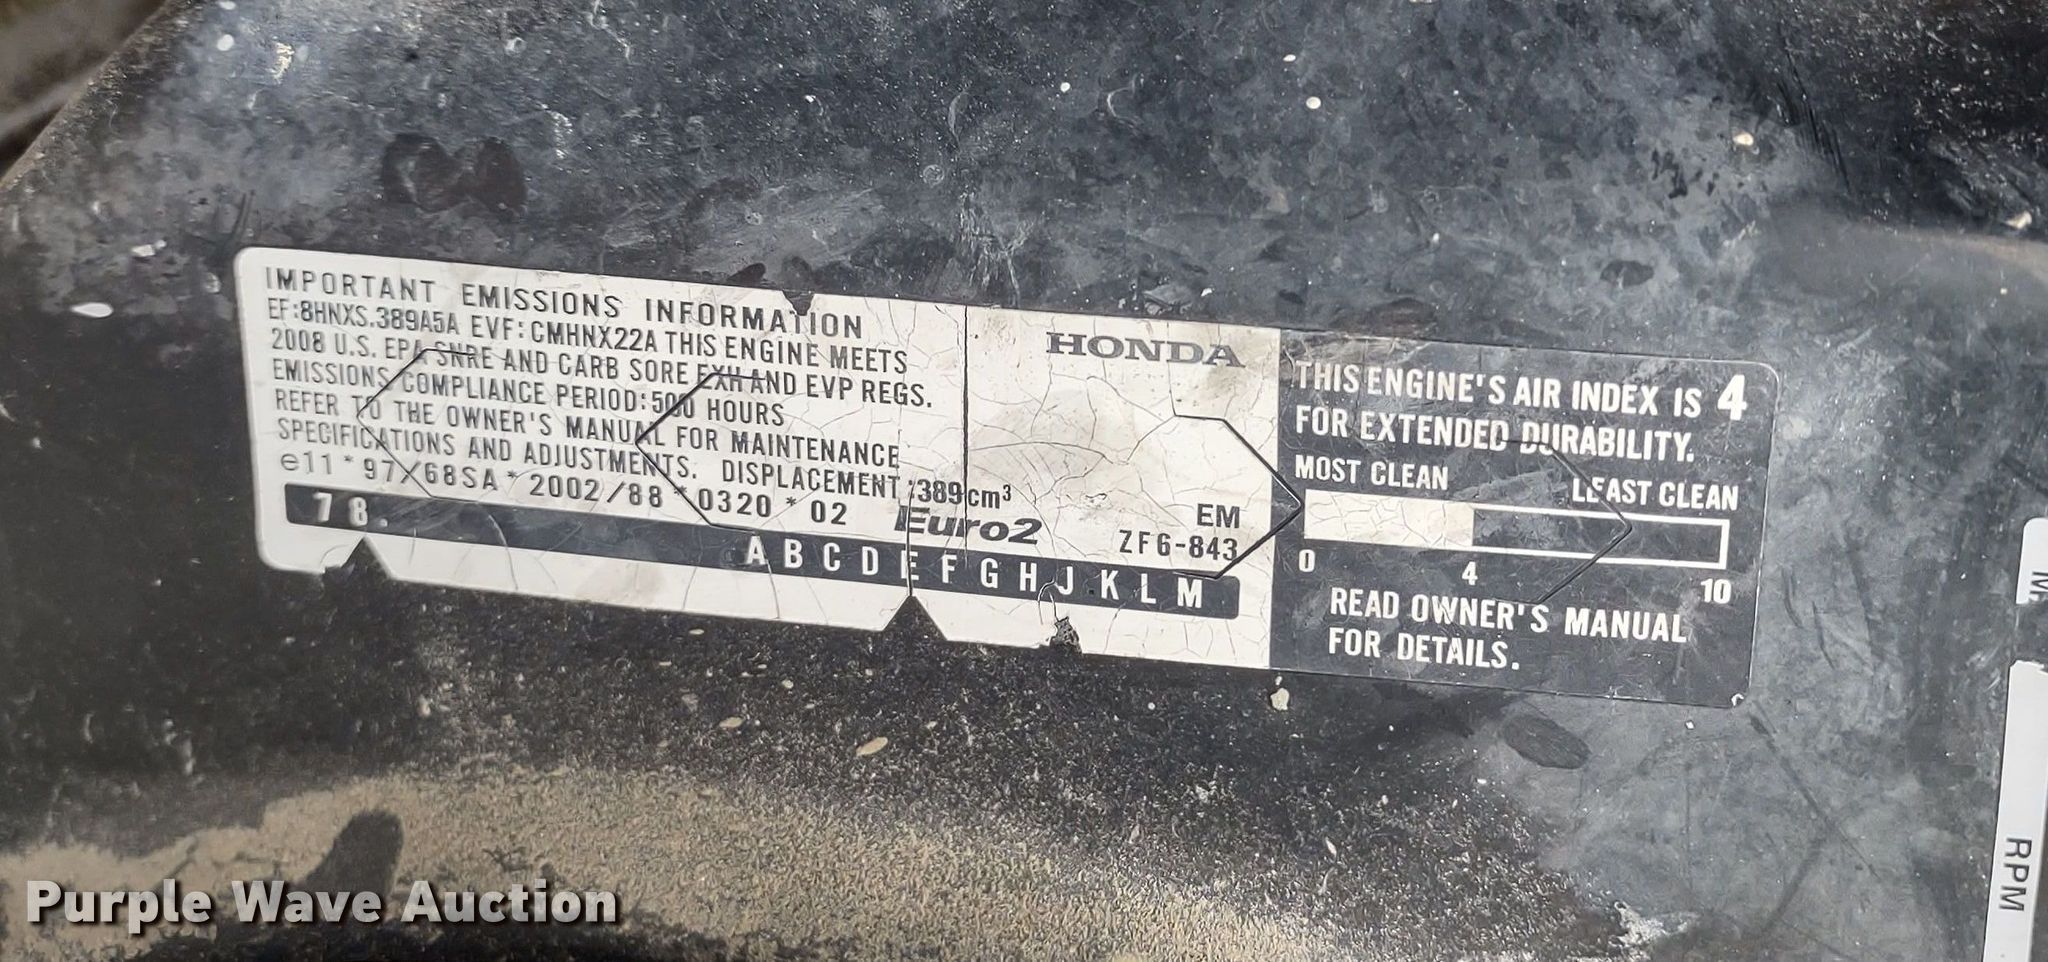 IMPORTANT EMISSIONS INFORMATION
EF:8HNXS.389A5A EVF:CMHNX22A THIS ENGINE MEETS
2008 U.S. EPA SNRE AND CARB SORE EXH AND EVP REGS.
EMISSIONS COMPLIANCE PERIOD:500 HOURS
REFER TO THE OWNER'S MANUAL FOR MAINTENANCE
SPECIFICATIONS AND ADJUSTMENTS. DISPLACEMENT:389cm³
e11*97/68SA*2002/88*0320*02 Euro2
78. A B C D E F G H J K L M
HONDA
EM
ZF6-843
THIS ENGINE'S AIR INDEX IS 4
FOR EXTENDED DURABILITY.
MOST CLEAN LEAST CLEAN
0 4 10
READ OWNER'S MANUAL
FOR DETAILS.
RPM
Purple Wave Auction